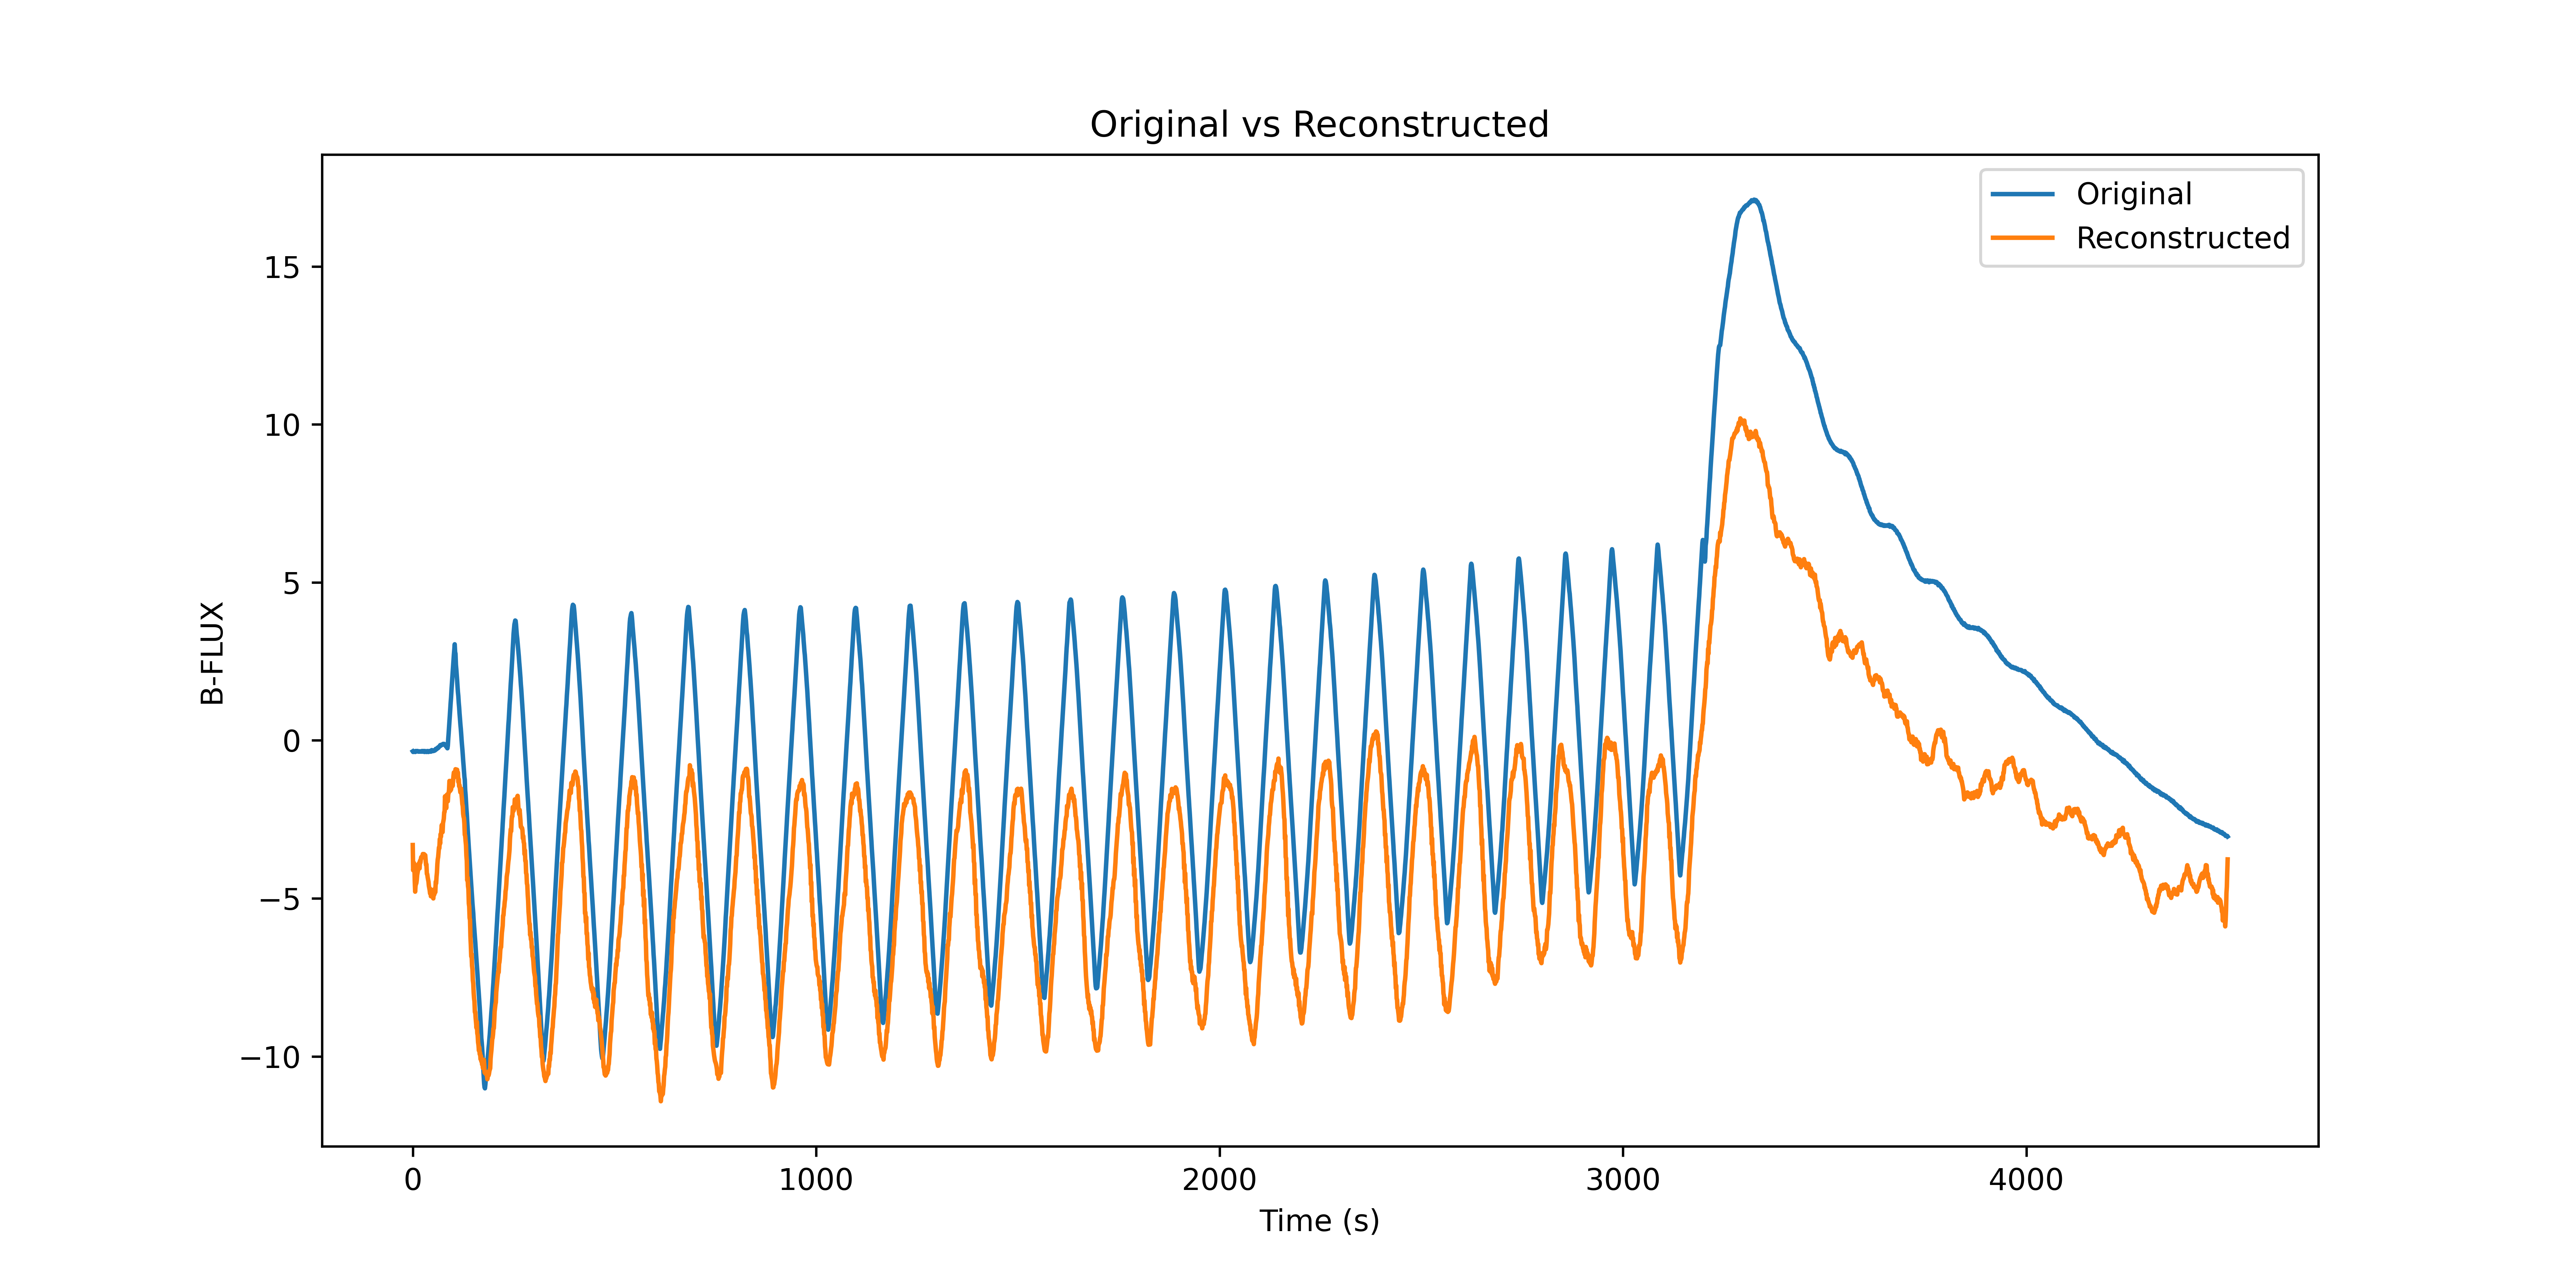 Original vs Reconstructed
Original
Reconstructed
15
10
5
0
−5
−10
B-FLUX
0 1000 2000 3000 4000
Time (s)